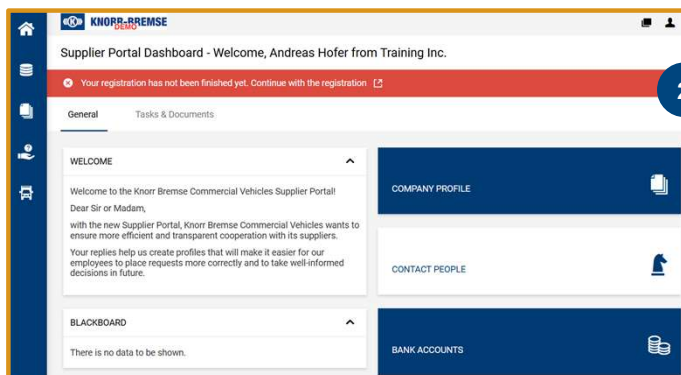 KNORR-BREMSE
DEMO
Supplier Portal Dashboard - Welcome, Andreas Hofer from Training Inc.
Your registration has not been finished yet. Continue with the registration
2
General
Tasks & Documents
WELCOME
Welcome to the Knorr Bremse Commercial Vehicles Supplier Portal!
Dear Sir or Madam,
with the new Supplier Portal, Knorr Bremse Commercial Vehicles wants to
ensure more efficient and transparent cooperation with its suppliers.
Your replies help us create profiles that will make it easier for our
employees to place requests more correctly and to take well-informed
decisions in future.
COMPANY PROFILE
CONTACT PEOPLE
BLACKBOARD
There is no data to be shown.
BANK ACCOUNTS